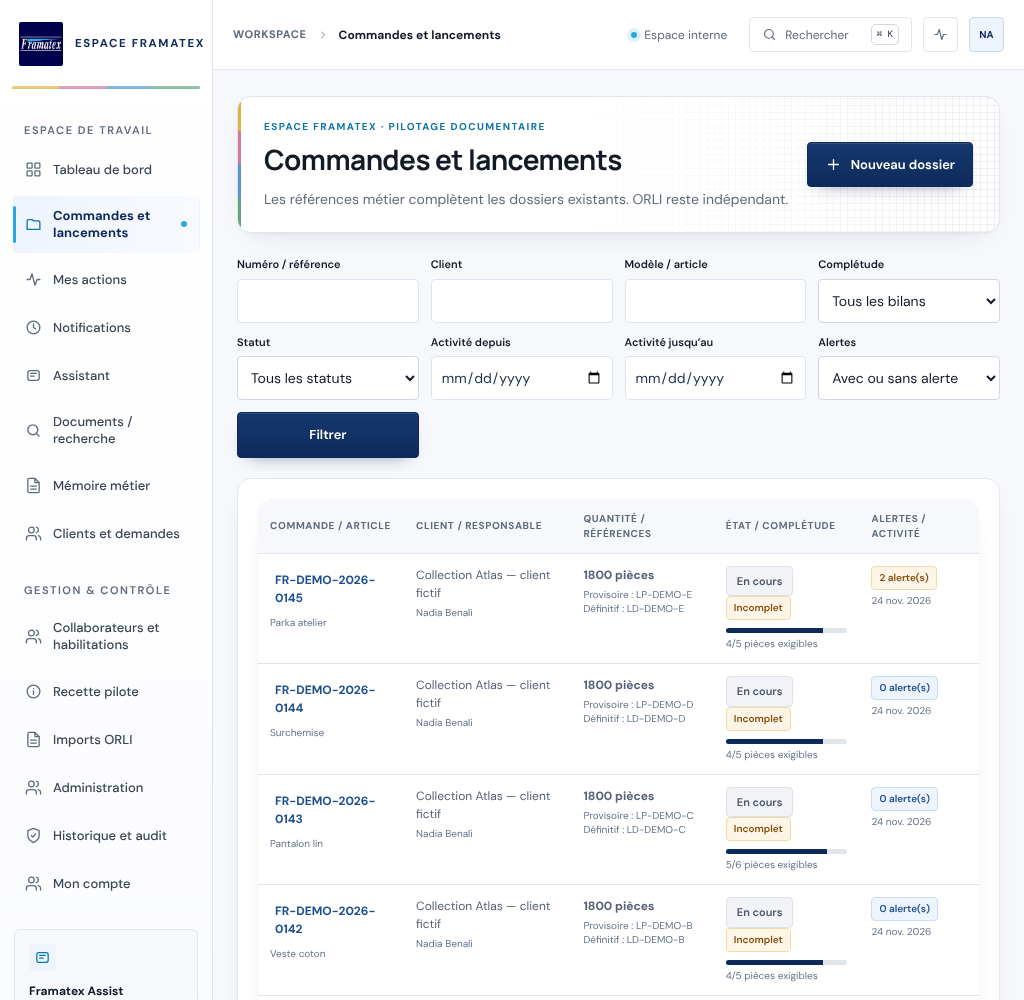 Framatex
ESPACE FRAMATEX
ESPACE DE TRAVAIL
Tableau de bord
Commandes et
lancements
Mes actions
Notifications
Assistant
Documents /
recherche
Mémoire métier
Clients et demandes
GESTION & CONTRÔLE
Collaborateurs et
habilitations
Recette pilote
Imports ORLI
Administration
Historique et audit
Mon compte
Framatex Assist
WORKSPACE
Commandes et lancements
Espace interne
Rechercher
⌘ K
NA
ESPACE FRAMATEX · PILOTAGE DOCUMENTAIRE
Commandes et lancements
Les références métier complètent les dossiers existants. ORLI reste indépendant.
Nouveau dossier
Numéro / référence
Client
Modèle / article
Complétude
Tous les bilans
Statut
Activité depuis
Activité jusqu’au
Alertes
Tous les statuts
mm/dd/yyyy
mm/dd/yyyy
Avec ou sans alerte
Filtrer
COMMANDE / ARTICLE
CLIENT / RESPONSABLE
QUANTITÉ /
RÉFÉRENCES
ÉTAT / COMPLÉTUDE
ALERTES /
ACTIVITÉ
FR-DEMO-2026-
0145
Parka atelier
Collection Atlas — client
fictif
Nadia Benali
1800 pièces
Provisoire : LP-DEMO-E
Définitif : LD-DEMO-E
En cours
Incomplet
4/5 pièces exigibles
2 alerte(s)
24 nov. 2026
FR-DEMO-2026-
0144
Surchemise
Collection Atlas — client
fictif
Nadia Benali
1800 pièces
Provisoire : LP-DEMO-D
Définitif : LD-DEMO-D
En cours
Incomplet
4/5 pièces exigibles
0 alerte(s)
24 nov. 2026
FR-DEMO-2026-
0143
Pantalon lin
Collection Atlas — client
fictif
Nadia Benali
1800 pièces
Provisoire : LP-DEMO-C
Définitif : LD-DEMO-C
En cours
Incomplet
5/6 pièces exigibles
0 alerte(s)
24 nov. 2026
FR-DEMO-2026-
0142
Veste coton
Collection Atlas — client
fictif
Nadia Benali
1800 pièces
Provisoire : LP-DEMO-B
Définitif : LD-DEMO-B
En cours
Incomplet
4/5 pièces exigibles
0 alerte(s)
24 nov. 2026